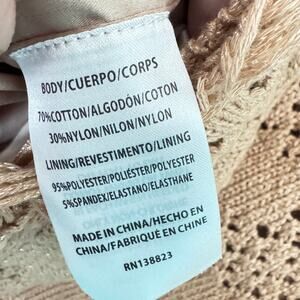 BODY/CUERPO/CORPS
70%COTTON/ALGODÓN/COTON
30%NYLON/NILON/NYLON
LINING/REVESTIMENTO/LINING
95%POLYESTER/POLIÉSTER/POLYESTER
5%SPANDEX/ELASTANO/ELASTHANE
MADE IN CHINA/HECHO EN
CHINA/FABRIQUÉ EN CHINE
RN138823